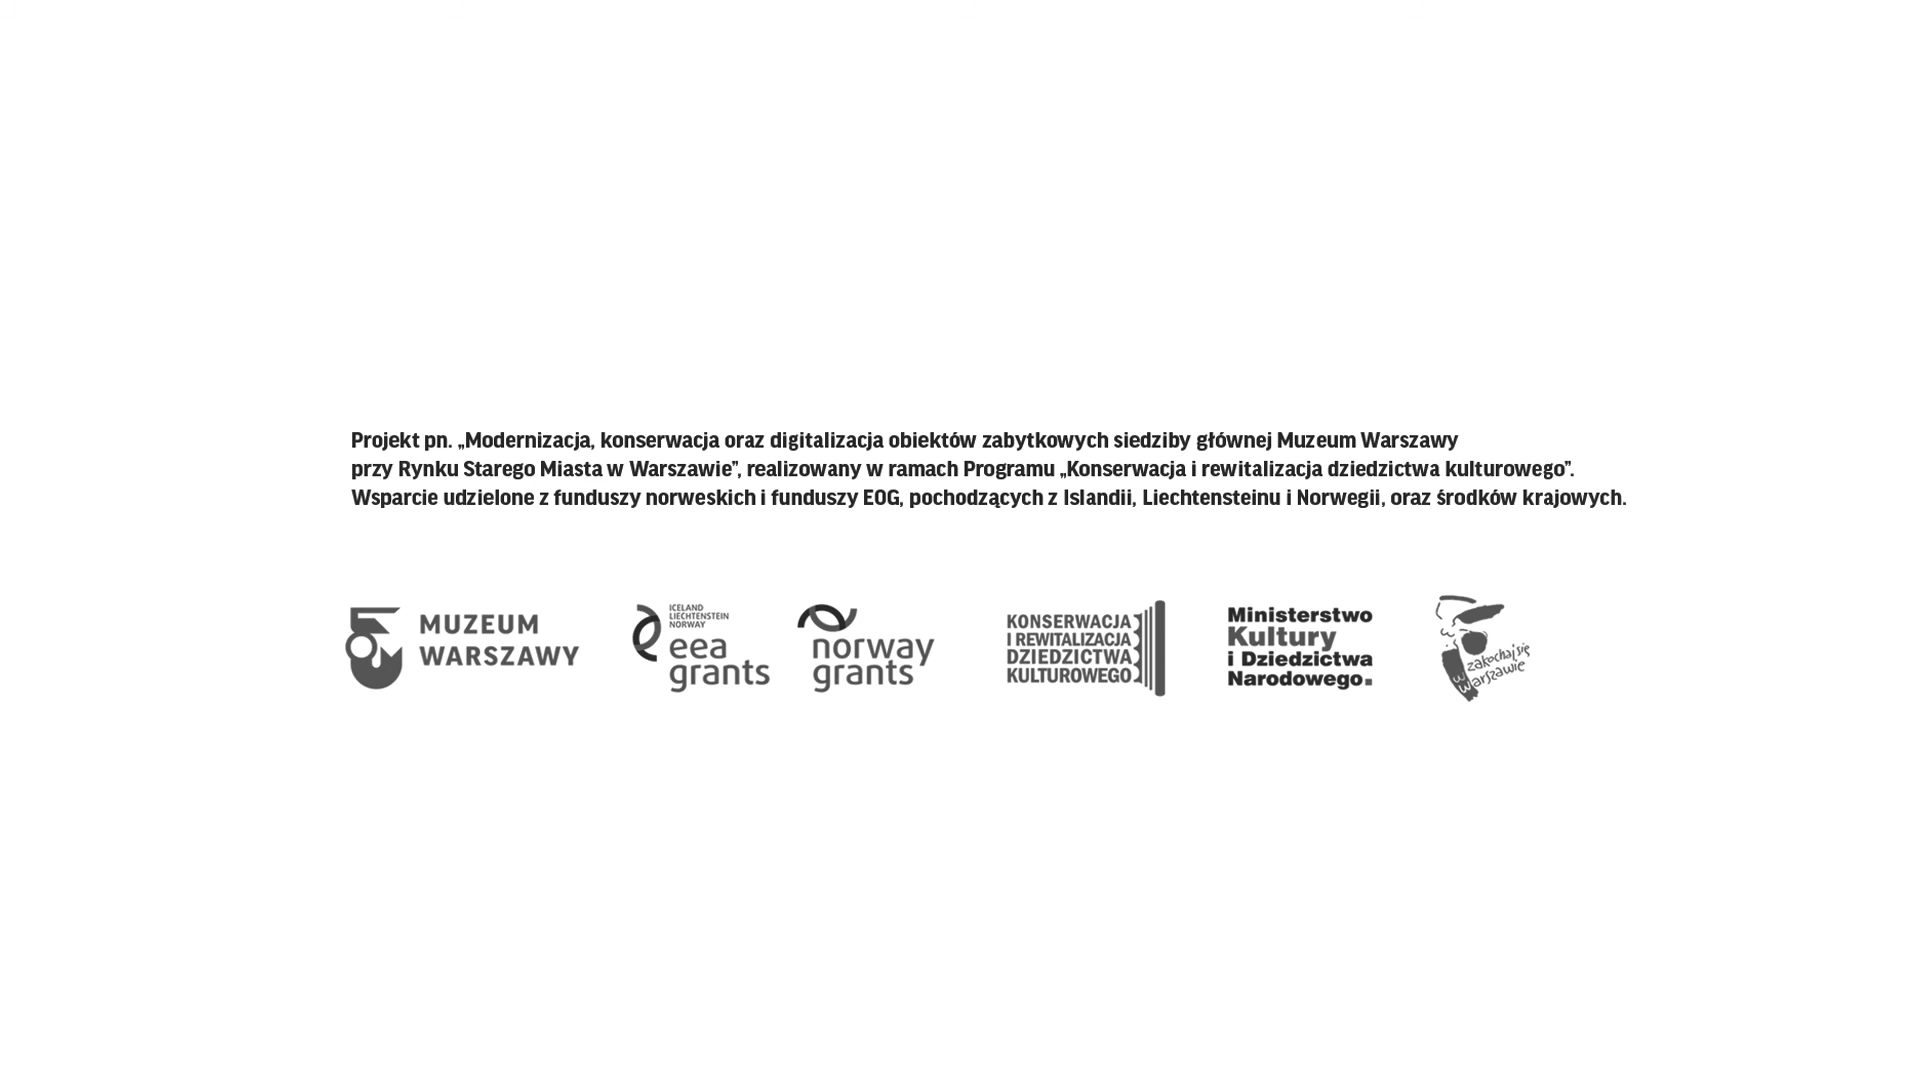 Projekt pn. „Modernizacja, konserwacja oraz digitalizacja obiektów zabytkowych siedziby głównej Muzeum Warszawy
przy Rynku Starego Miasta w Warszawie”, realizowany w ramach Programu „Konserwacja i rewitalizacja dziedzictwa kulturowego”.
Wsparcie udzielone z funduszy norweskich i funduszy EOG, pochodzących z Islandii, Liechtensteinu i Norwegii, oraz środków krajowych.
MUZEUM
WARSZAWY
ICELAND
LIECHTENSTEIN
NORWAY
eea
grants
norway
grants
KONSERWACJA
I REWITALIZACJA
DZIEDZICTWA
KULTUROWEGO
Ministerstwo
Kultury
i Dziedzictwa
Narodowego
zakochaj się
w Warszawie